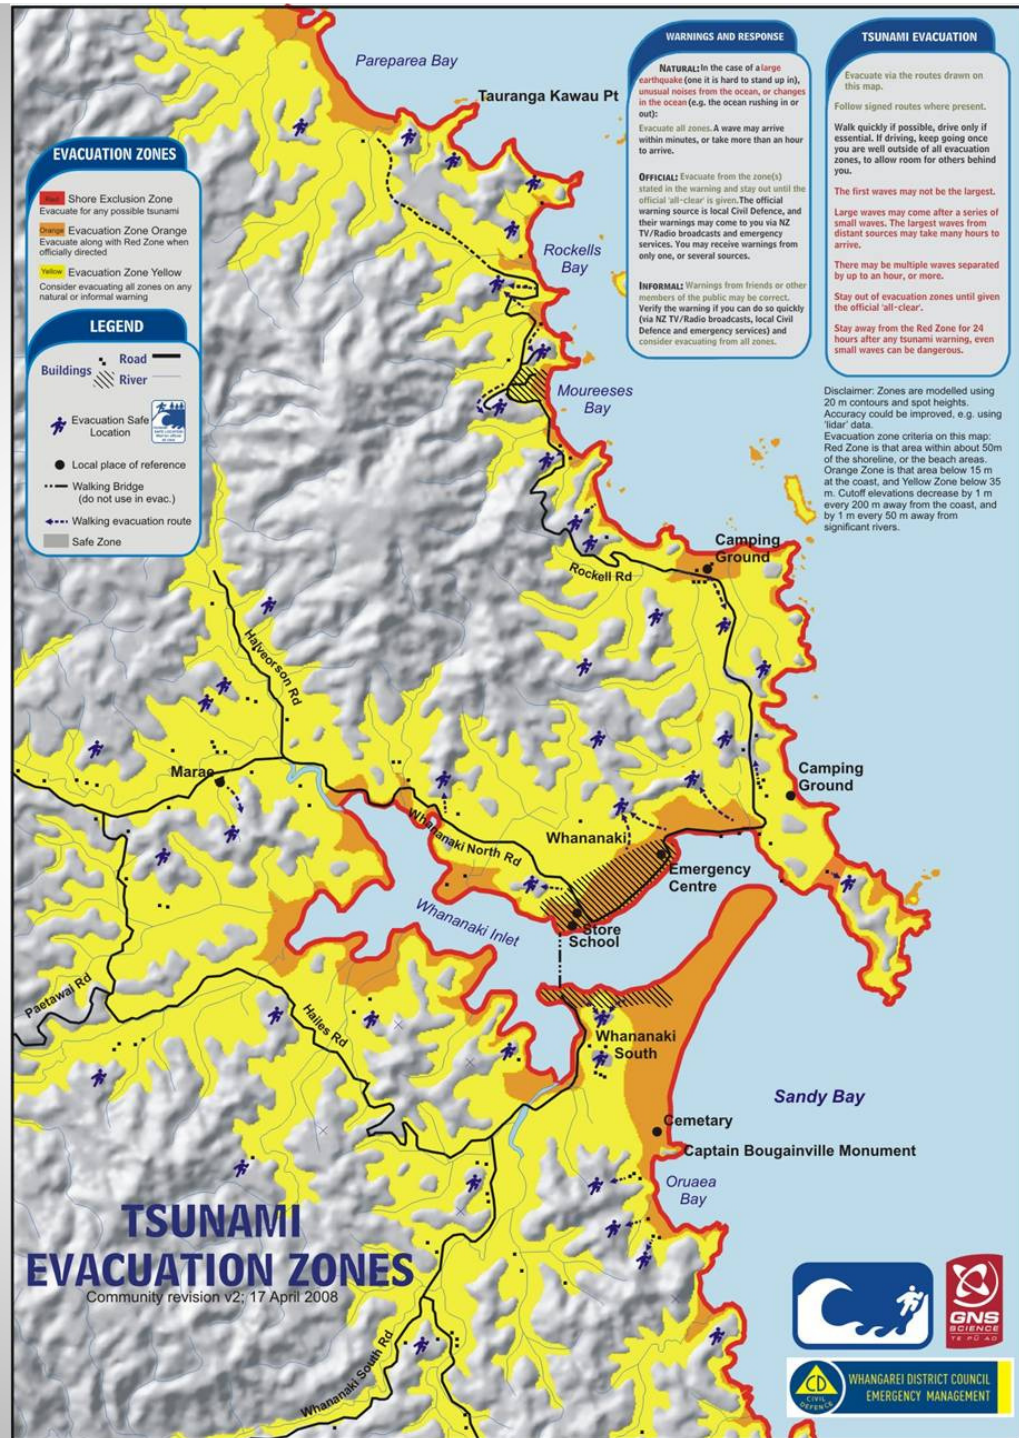 Pareparea Bay
Tauranga Kawau Pt
Rockells
Bay
Moureeses
Bay
EVACUATION ZONES
Red Shore Exclusion Zone
Evacuate for any possible tsunami
Orange Evacuation Zone Orange
Evacuate along with Red Zone when
officially directed
Yellow Evacuation Zone Yellow
Consider evacuating all zones on any
natural or informal warning
LEGEND
Road
Buildings
River
Evacuation Safe
Location
Local place of reference
Walking Bridge
(do not use in evac.)
Walking evacuation route
Safe Zone
WARNINGS AND RESPONSE
NATURAL: In the case of a large
earthquake (one it is hard to stand up in),
unusual noises from the ocean, or changes
in the ocean (e.g. the ocean rushing in or
out):
Evacuate all zones. A wave may arrive
within minutes, or take more than an hour
to arrive.
OFFICIAL: Evacuate from the zone(s)
stated in the warning and stay out until the
official 'all-clear' is given. The official
warning source is local Civil Defence, and
their warnings may come to you via NZ
TV/Radio broadcasts and emergency
services. You may receive warnings from
only one, or several sources.
INFORMAL: Warnings from friends or other
members of the public may be correct.
Verify the warning if you can do so quickly
(via NZ TV/Radio broadcasts, local Civil
Defence and emergency services) and
consider evacuating from all zones.
TSUNAMI EVACUATION
Evacuate via the routes drawn on
this map.
Follow signed routes where present.
Walk quickly if possible, drive only if
essential. If driving, keep going once
you are well outside of all evacuation
zones, to allow room for others behind
you.
The first waves may not be the largest.
Large waves may come after a series of
small waves. The largest waves from
distant sources may take many hours to
arrive.
There may be multiple waves separated
by up to an hour, or more.
Stay out of evacuation zones until given
the official 'all-clear'.
Stay away from the Red Zone for 24
hours after any tsunami warning, even
small waves can be dangerous.
Disclaimer: Zones are modelled using
20 m contours and spot heights.
Accuracy could be improved, e.g. using
'lidar' data.
Evacuation zone criteria on this map:
Red Zone is that area within about 50m
of the shoreline, or the beach areas.
Orange Zone is that area below 15 m
at the coast, and Yellow Zone below 35
m. Cutoff elevations decrease by 1 m
every 200 m away from the coast, and
by 1 m every 50 m away from
significant rivers.
Camping
Ground
Rockell Rd
Halveorson Rd
Marae
Camping
Ground
Whananaki North Rd
Whananaki
Emergency
Centre
Whananaki Inlet
Store
School
Paetawai Rd
Hailes Rd
Whananaki
South
Sandy Bay
Cemetary
Captain Bougainville Monument
Oruaea
Bay
TSUNAMI
EVACUATION ZONES
Community revision v2; 17 April 2008
Whananaki South Rd
GNS
SCIENCE
TE PŪ AO
CD
CIVIL
DEFENCE
WHANGAREI DISTRICT COUNCIL
EMERGENCY MANAGEMENT